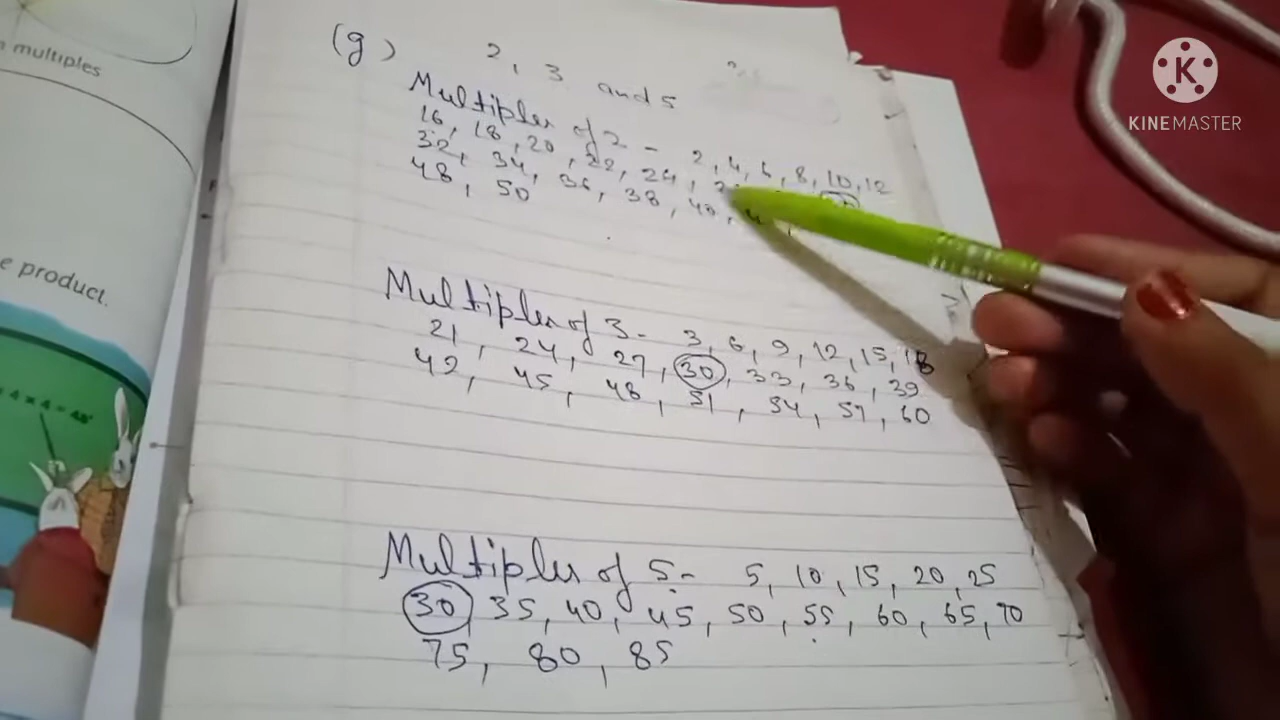 n multiples
e product.
4 × 4 = 48
(g) 2, 3 and 5
Multiples of 2 - 2, 4, 6, 8, 10, 12
16, 18, 20, 22, 24,
32, 34, 36, 38, 40,
48, 50
Multiples of 3 - 3, 6, 9, 12, 15, 18
21, 24, 27, 30, 33, 36, 39
42, 45, 48, 51, 54, 57, 60
Multiples of 5 - 5, 10, 15, 20, 25
30, 35, 40, 45, 50, 55, 60, 65, 70
75, 80, 85
K
KINEMASTER